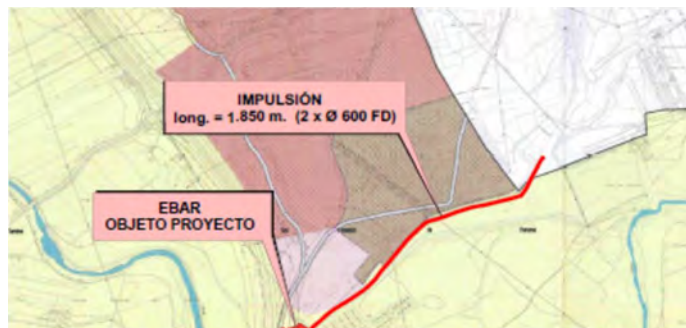 IMPULSIÓN
long. = 1.850 m. (2 x Ø 600 FD)
EBAR
OBJETO PROYECTO